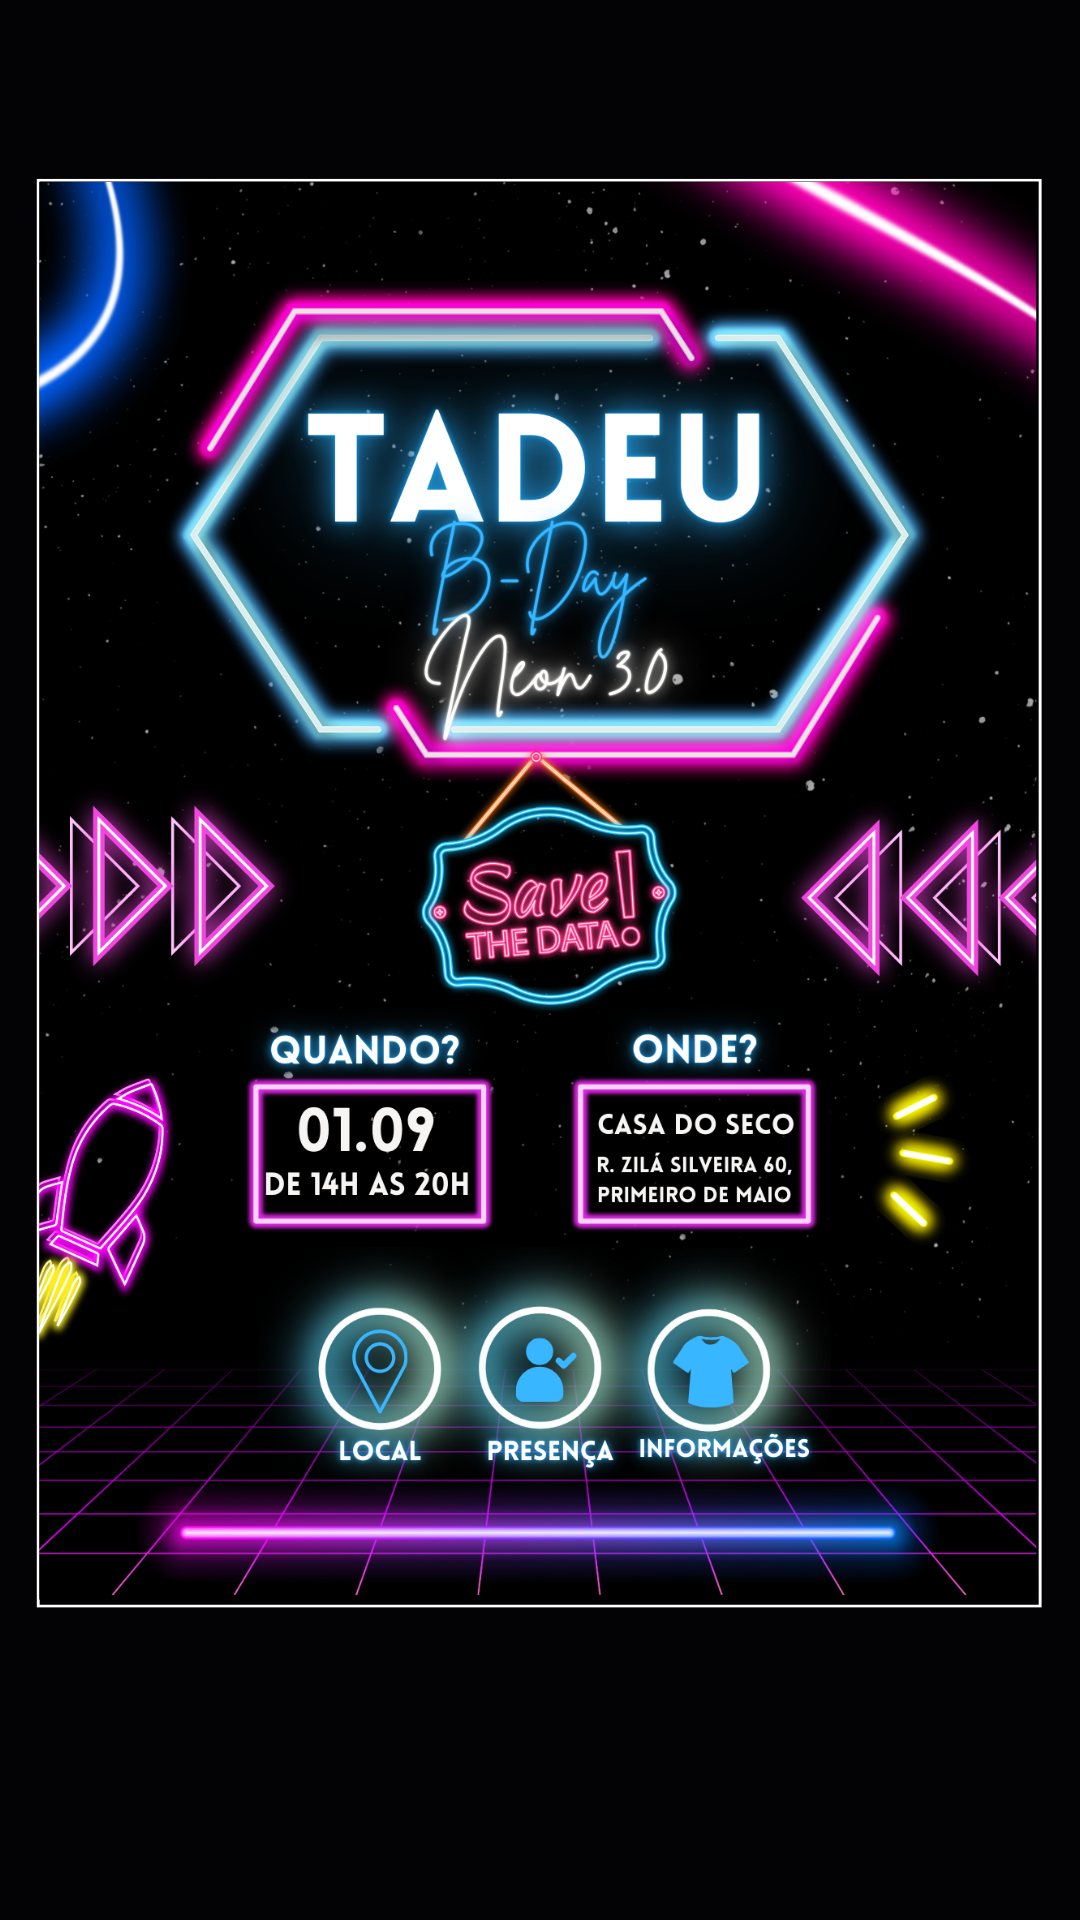 TADEU
B-Day
Neon 3.0
Save!
THE DATA
QUANDO?
01.09
DE 14H AS 20H
ONDE?
CASA DO SECO
R. ZILÁ SILVEIRA 60,
PRIMEIRO DE MAIO
LOCAL
PRESENÇA
INFORMAÇÕES